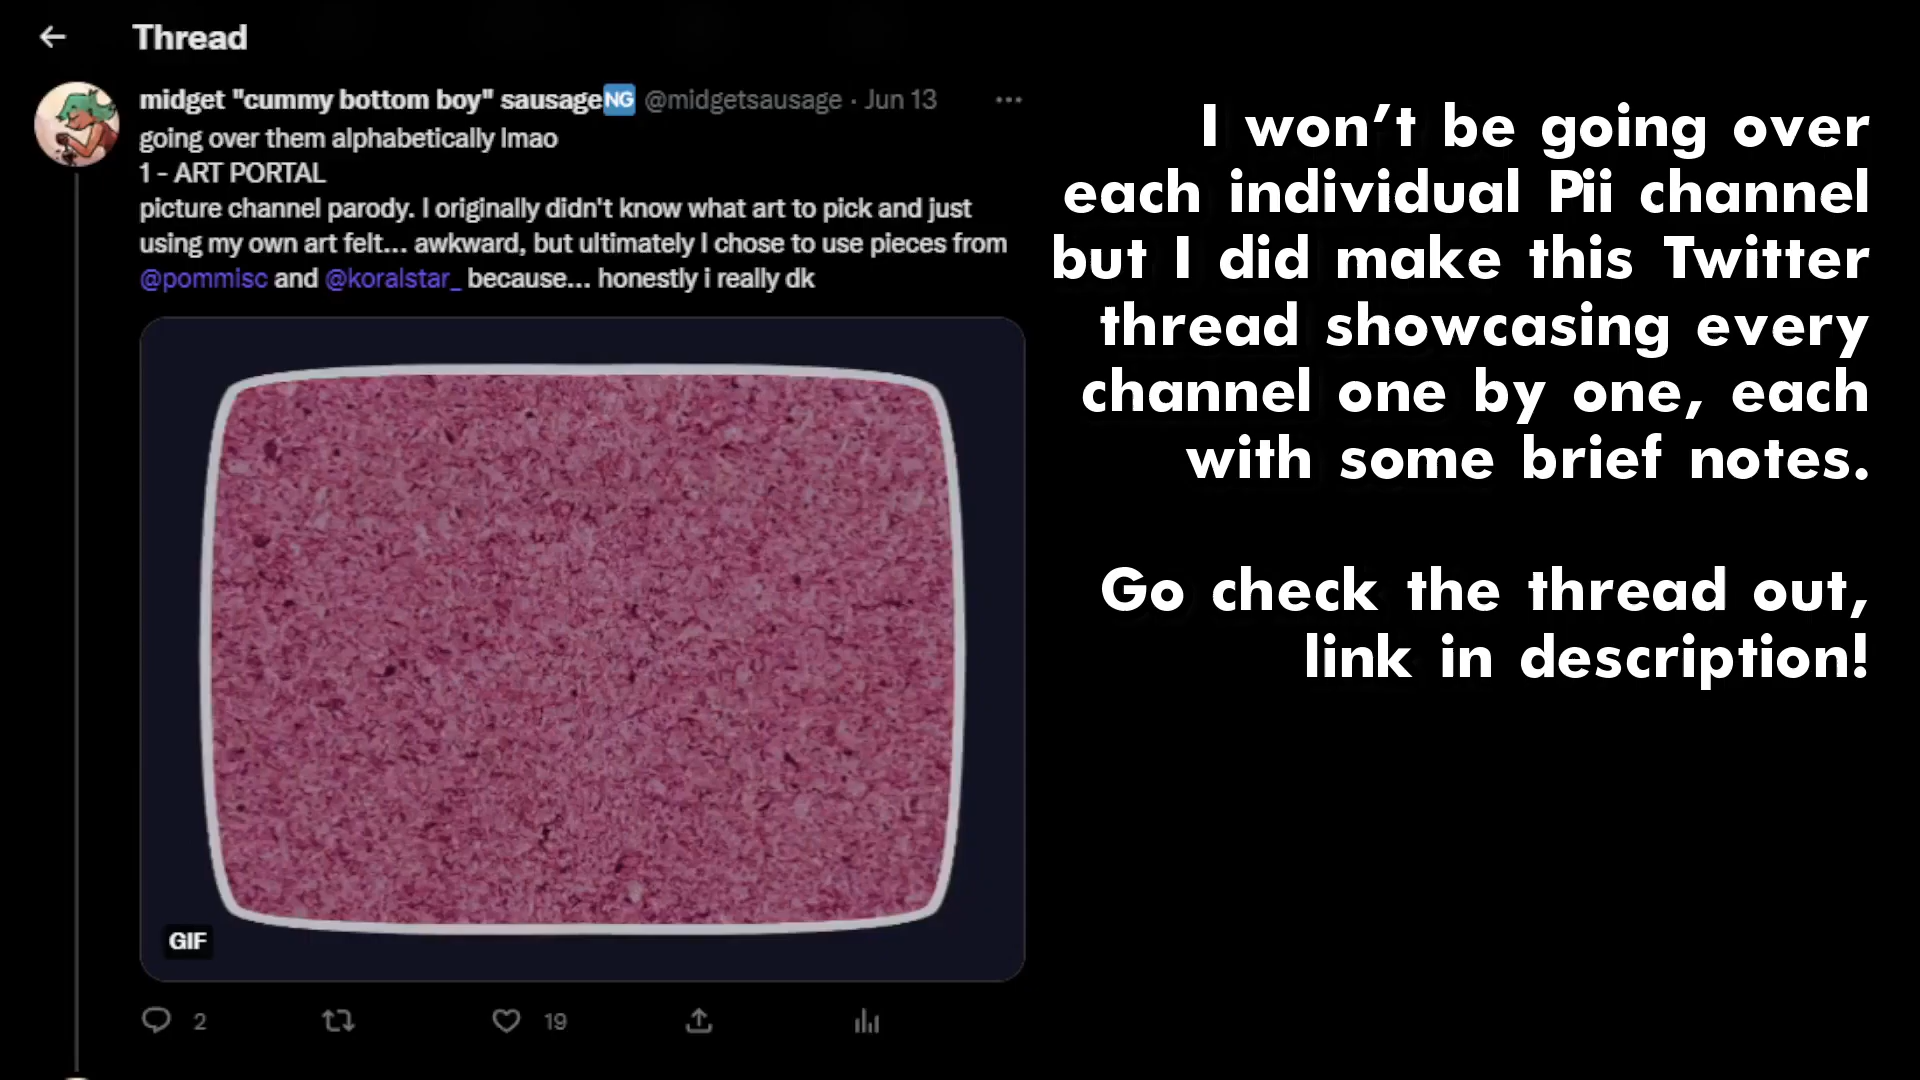 Thread
midget "cummy bottom boy" sausage🆖 @midgetsausage · Jun 13
going over them alphabetically lmao
1 - ART PORTAL
picture channel parody. I originally didn't know what art to pick and just
using my own art felt... awkward, but ultimately I chose to use pieces from
@pommisc and @koralstar_ because... honestly i really dk
GIF
2
19
I won't be going over
each individual Pii channel
but I did make this Twitter
thread showcasing every
channel one by one, each
with some brief notes.
Go check the thread out,
link in description!